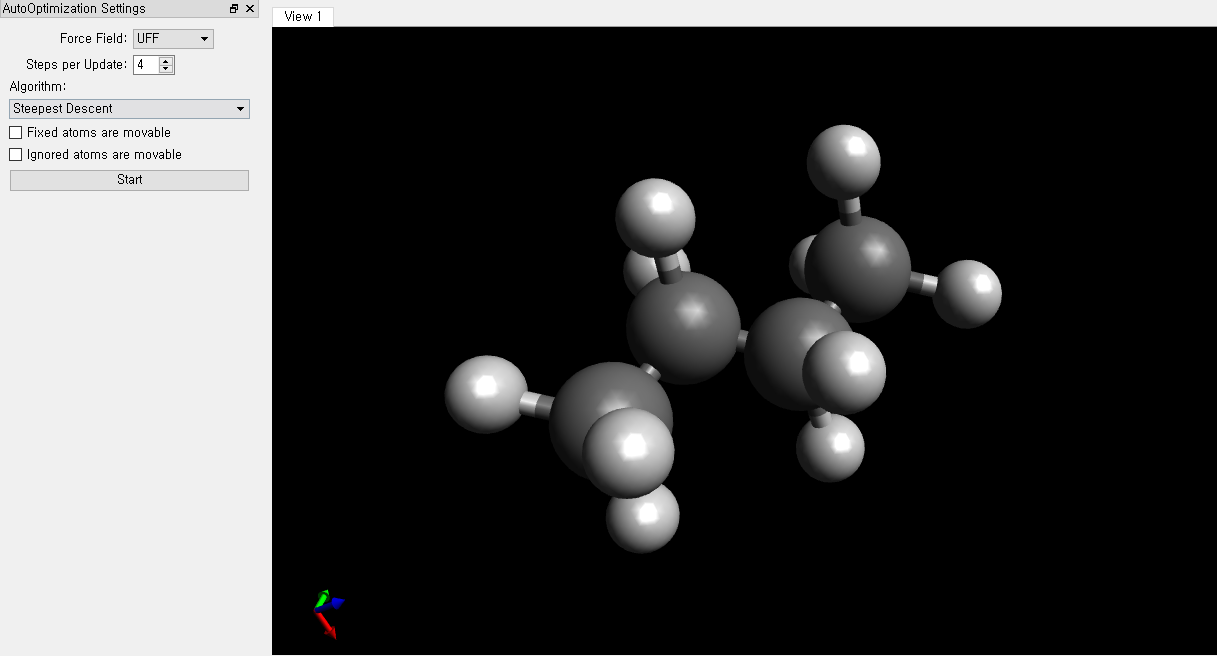 AutoOptimization Settings
View 1
Force Field: UFF
Steps per Update: 4
Algorithm:
Steepest Descent
Fixed atoms are movable
Ignored atoms are movable
Start